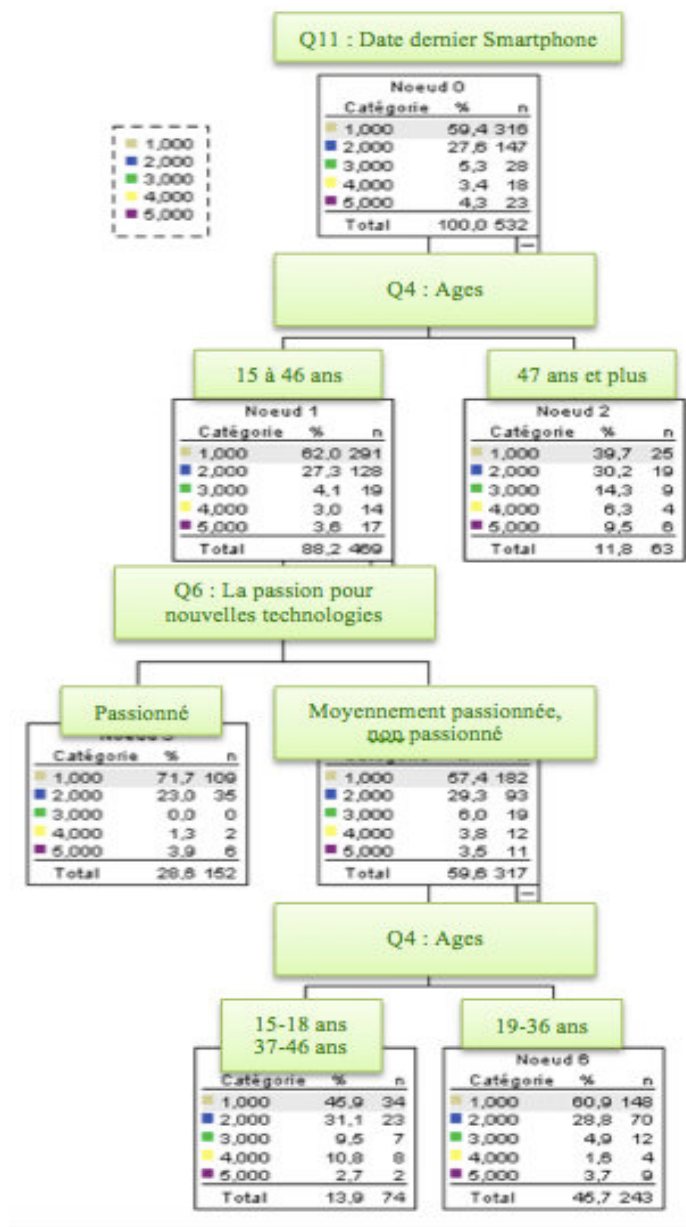 Q11 : Date dernier Smartphone
Noeud 0
Catégorie % n
1,000 59,4 316
2,000 27,6 147
3,000 5,3 28
4,000 3,4 18
5,000 4,3 23
Total 100,0 532
1,000
2,000
3,000
4,000
5,000
Q4 : Ages
15 à 46 ans
Noeud 1
Catégorie % n
1,000 62,0 291
2,000 27,3 128
3,000 4,1 19
4,000 3,0 14
5,000 3,6 17
Total 88,2 469
47 ans et plus
Noeud 2
Catégorie % n
1,000 39,7 25
2,000 30,2 19
3,000 14,3 9
4,000 6,3 4
5,000 9,5 6
Total 11,8 63
Q6 : La passion pour
nouvelles technologies
Passionné
Catégorie % n
1,000 71,7 109
2,000 23,0 35
3,000 0,0 0
4,000 1,3 2
5,000 3,9 6
Total 28,6 152
Moyennement passionnée,
non passionné
Catégorie % n
1,000 57,4 182
2,000 29,3 93
3,000 6,0 19
4,000 3,8 12
5,000 3,5 11
Total 59,6 317
Q4 : Ages
15-18 ans
37-46 ans
Catégorie % n
1,000 45,9 34
2,000 31,1 23
3,000 9,5 7
4,000 10,8 8
5,000 2,7 2
Total 13,9 74
19-36 ans
Noeud 6
Catégorie % n
1,000 60,9 148
2,000 28,8 70
3,000 4,9 12
4,000 1,6 4
5,000 3,7 9
Total 45,7 243